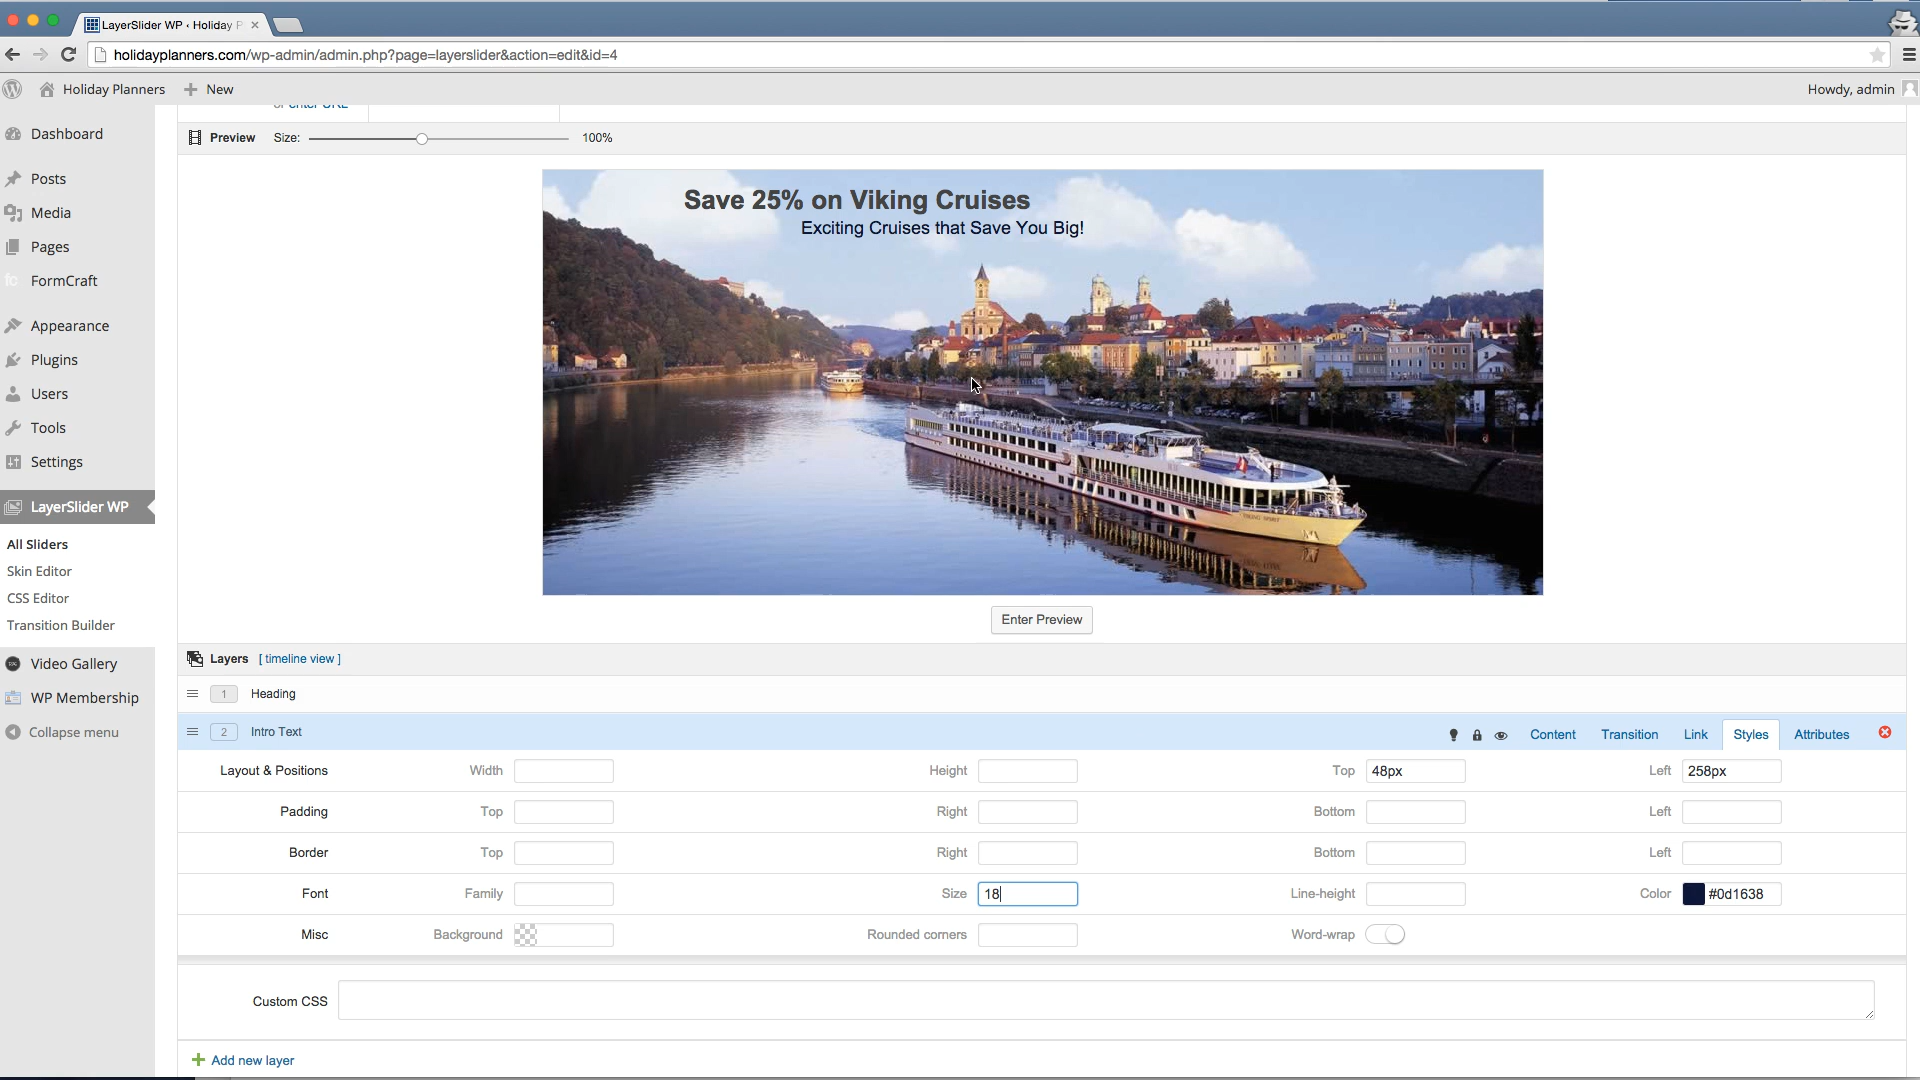 LayerSlider WP ‹ Holiday P
holidayplanners.com/wp-admin/admin.php?page=layerslider&action=edit&id=4
Holiday Planners
New
Howdy, admin
or enter URL
Dashboard
Posts
Media
Pages
FormCraft
Appearance
Plugins
Users
Tools
Settings
LayerSlider WP
All Sliders
Skin Editor
CSS Editor
Transition Builder
Video Gallery
WP Membership
Collapse menu
Preview Size: 100%
Save 25% on Viking Cruises
Exciting Cruises that Save You Big!
Enter Preview
Layers [ timeline view ]
1 Heading
2 Intro Text Content Transition Link Styles Attributes
Layout & Positions Width Height Top 48px Left 258px
Padding Top Right Bottom Left
Border Top Right Bottom Left
Font Family Size 18 Line-height Color #0d1638
Misc Background Rounded corners Word-wrap
Custom CSS
Add new layer